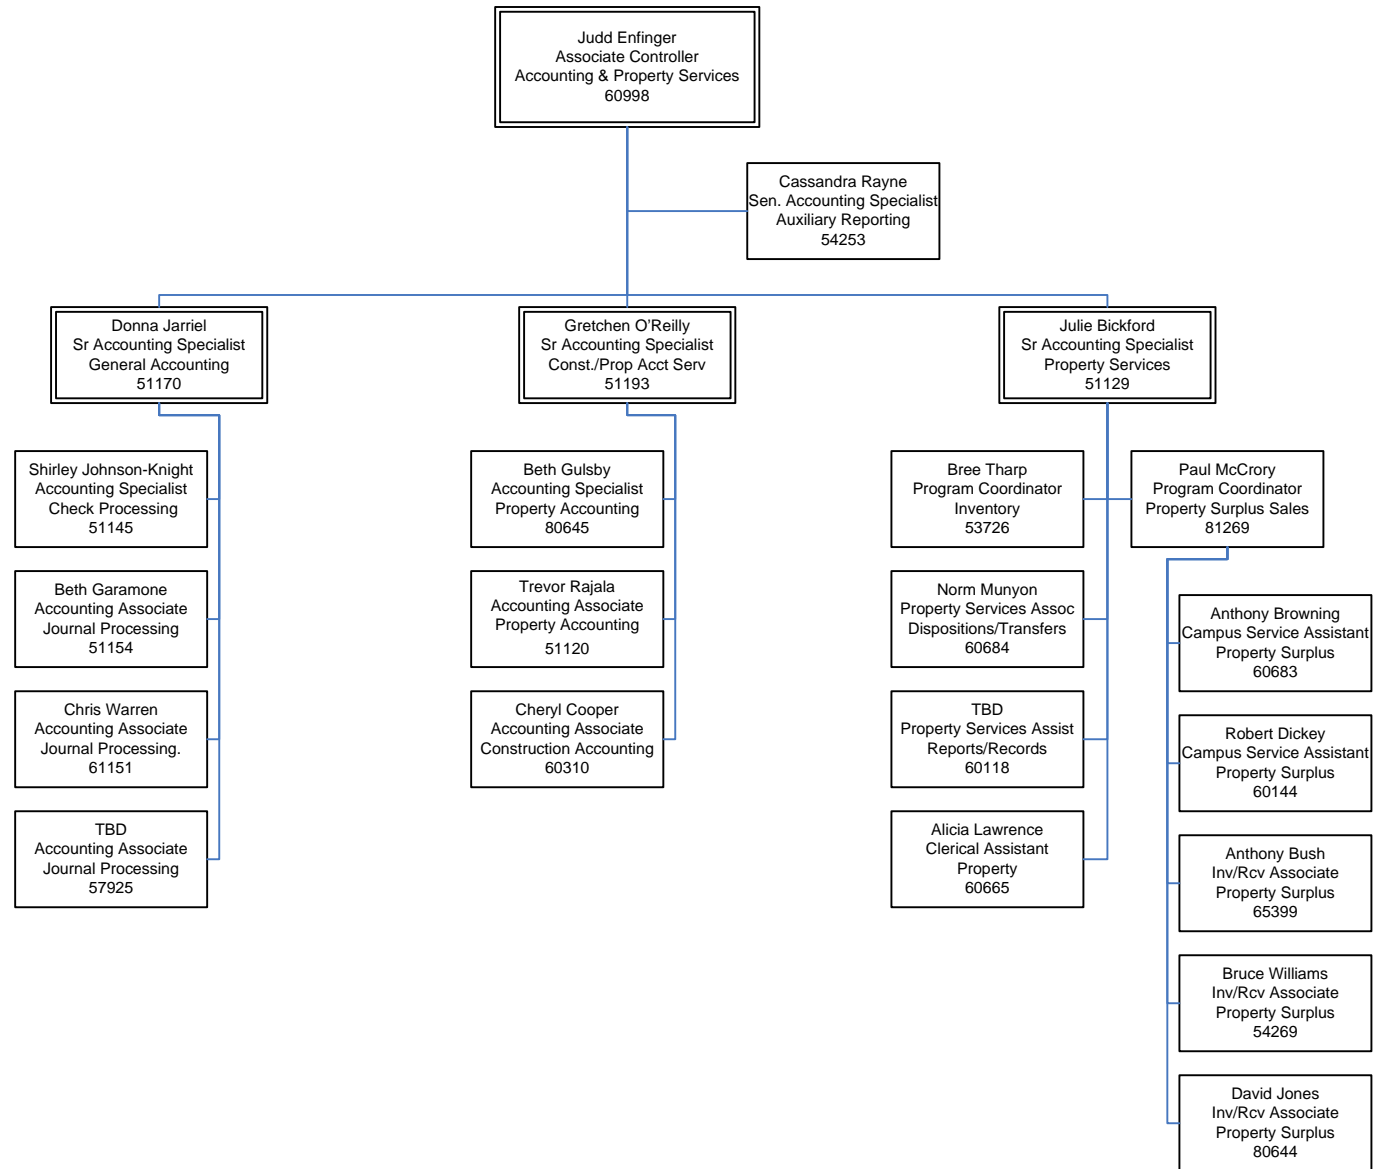 Judd Enfinger
Associate Controller
Accounting & Property Services
60998
Cassandra Rayne
Sen. Accounting Specialist
Auxiliary Reporting
54253
Donna Jarriel
Sr Accounting Specialist
General Accounting
51170
Gretchen O'Reilly
Sr Accounting Specialist
Const./Prop Acct Serv
51193
Julie Bickford
Sr Accounting Specialist
Property Services
51129
Shirley Johnson-Knight
Accounting Specialist
Check Processing
51145
Beth Garamone
Accounting Associate
Journal Processing
51154
Chris Warren
Accounting Associate
Journal Processing.
61151
TBD
Accounting Associate
Journal Processing
57925
Beth Gulsby
Accounting Specialist
Property Accounting
80645
Trevor Rajala
Accounting Associate
Property Accounting
51120
Cheryl Cooper
Accounting Associate
Construction Accounting
60310
Bree Tharp
Program Coordinator
Inventory
53726
Norm Munyon
Property Services Assoc
Dispositions/Transfers
60684
TBD
Property Services Assist
Reports/Records
60118
Alicia Lawrence
Clerical Assistant
Property
60665
Paul McCrory
Program Coordinator
Property Surplus Sales
81269
Anthony Browning
Campus Service Assistant
Property Surplus
60683
Robert Dickey
Campus Service Assistant
Property Surplus
60144
Anthony Bush
Inv/Rcv Associate
Property Surplus
65399
Bruce Williams
Inv/Rcv Associate
Property Surplus
54269
David Jones
Inv/Rcv Associate
Property Surplus
80644